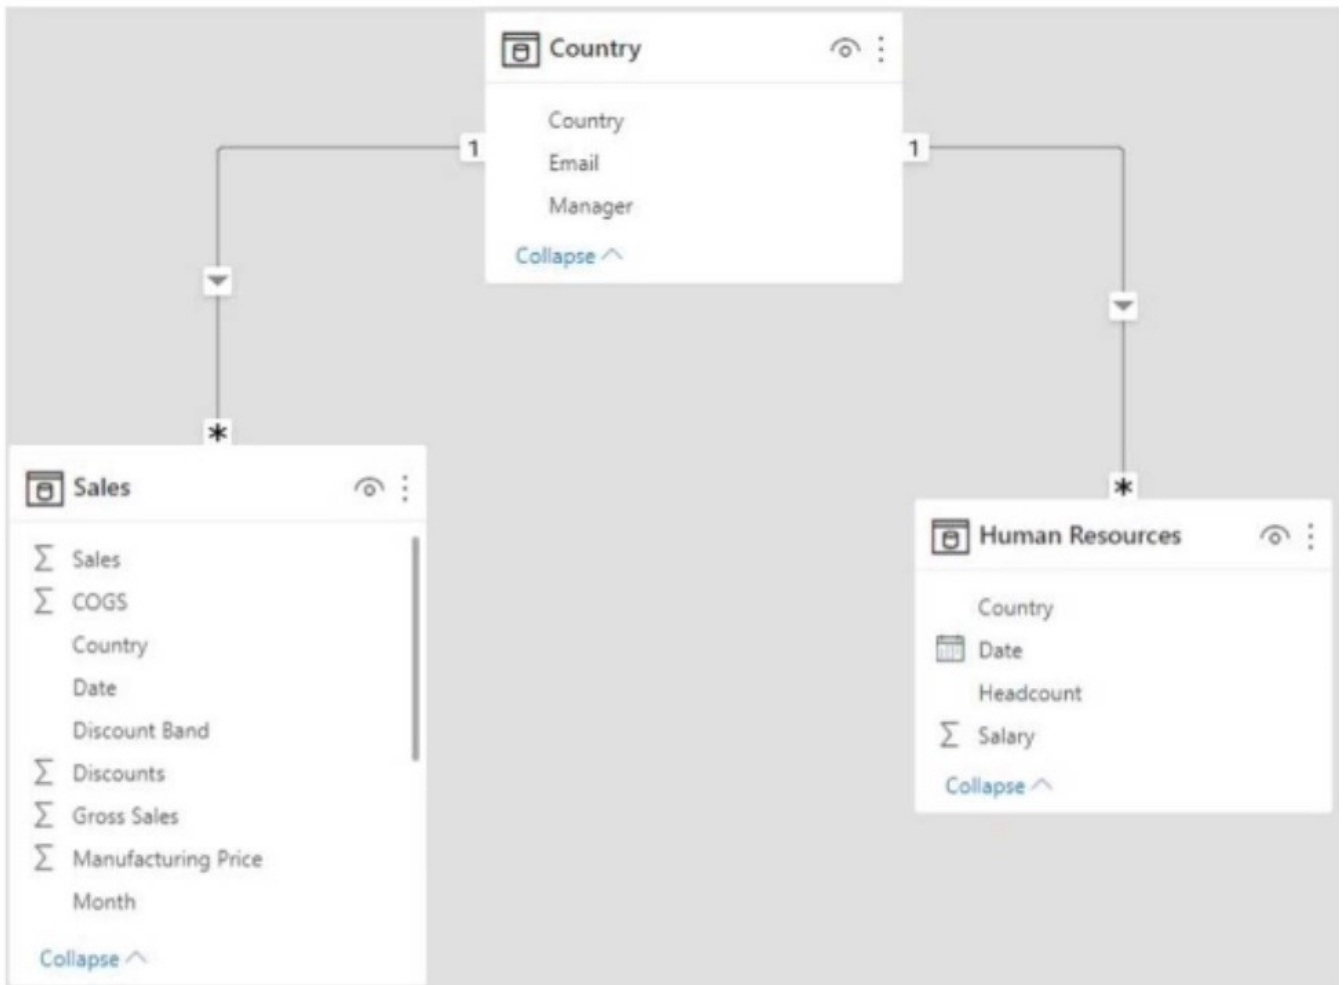 Country
Country
Email
Manager
Collapse
1
1
*
*
Sales
Sales
COGS
Country
Date
Discount Band
Discounts
Gross Sales
Manufacturing Price
Month
Collapse
Human Resources
Country
Date
Headcount
Salary
Collapse